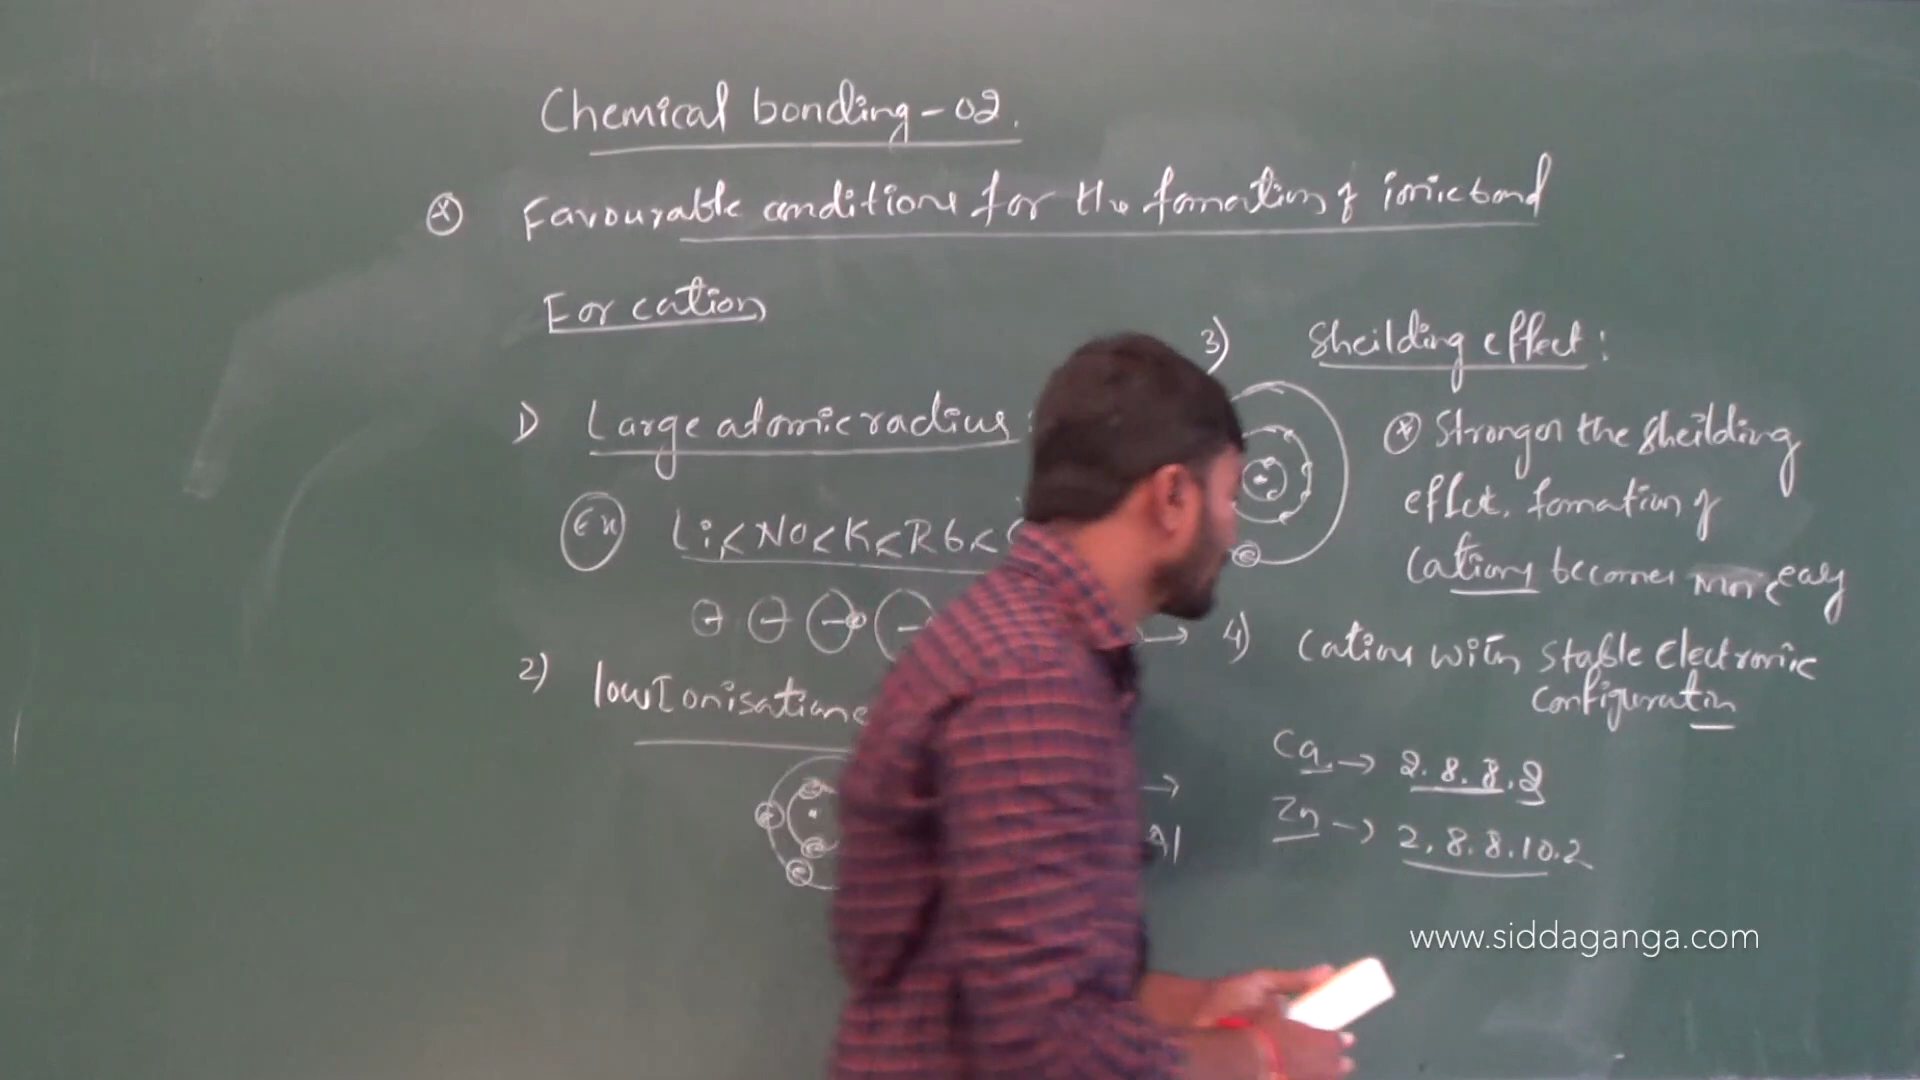 Chemical bonding - 02.
Favourable conditions for the formation of ionic bond
For cation
1) Large atomic radius :
Ex Li < Na < K < Rb <
2) low Ionisation e
3) Sheilding effect :
Stronger the sheilding
effect, formation of
Cations becomes more easy
4) Cations with stable electronic
configuration
Ca → 2.8.8.2
Zn → 2.8.8.10.2
Al
www.siddaganga.com